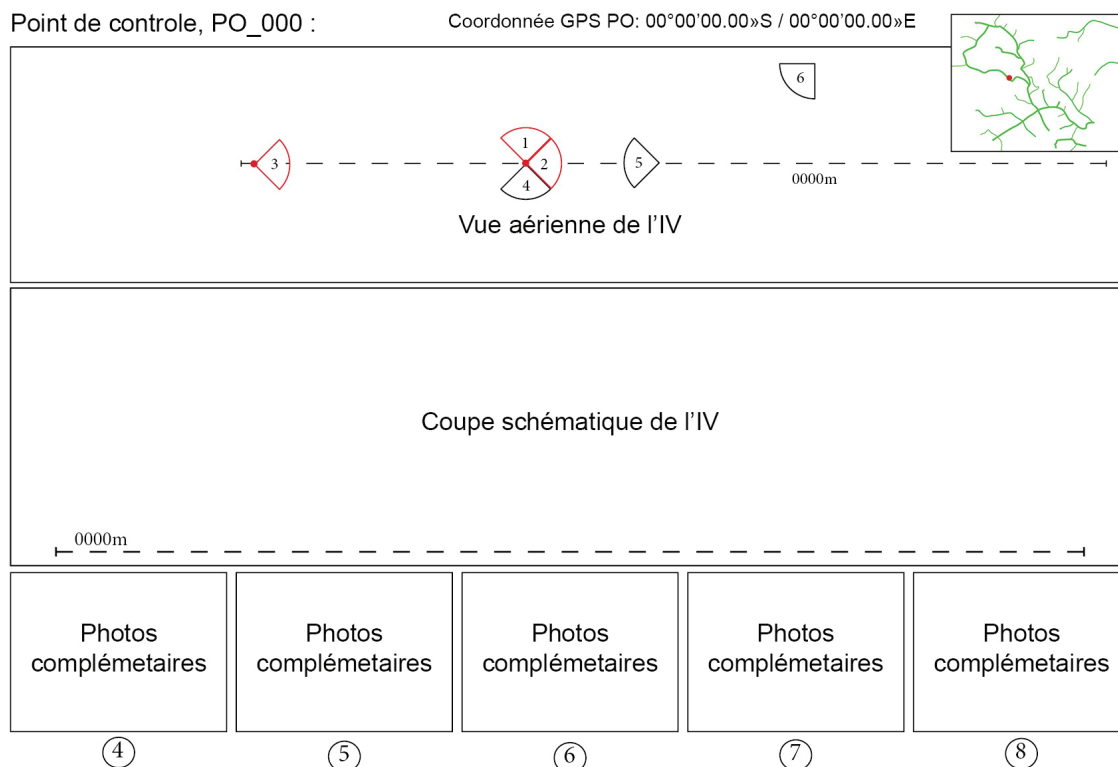 Point de controle, PO_000 :
Coordonnée GPS PO: 00°00’00.00»S / 00°00’00.00»E
6
1
3
2
5
4
0000m
Vue aérienne de l’IV
Coupe schématique de l’IV
0000m
Photos
complémetaires
Photos
complémetaires
Photos
complémetaires
Photos
complémetaires
Photos
complémetaires
4
5
6
7
8